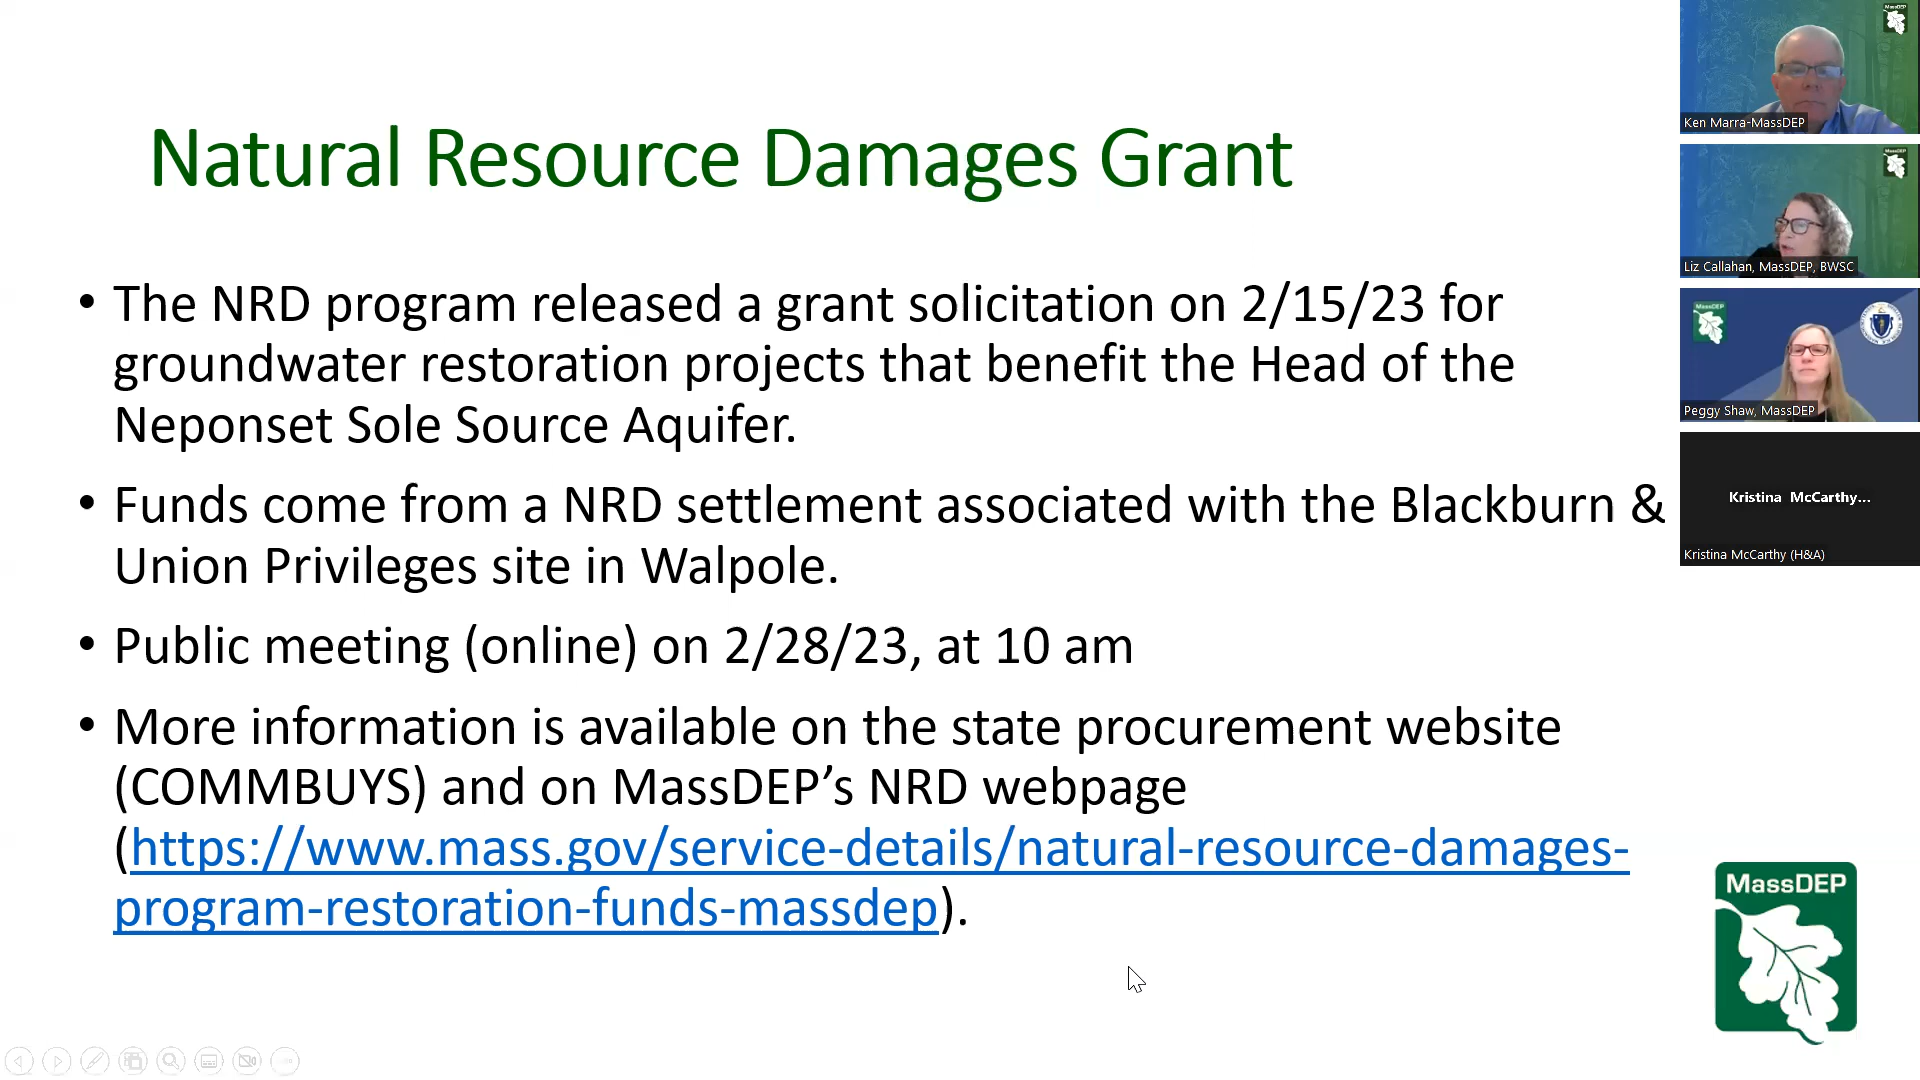 Natural Resource Damages Grant
• The NRD program released a grant solicitation on 2/15/23 for
groundwater restoration projects that benefit the Head of the
Neponset Sole Source Aquifer.
• Funds come from a NRD settlement associated with the Blackburn &
Union Privileges site in Walpole.
• Public meeting (online) on 2/28/23, at 10 am
• More information is available on the state procurement website
(COMMBUYS) and on MassDEP’s NRD webpage
(https://www.mass.gov/service-details/natural-resource-damages-
program-restoration-funds-massdep).
MassDEP
MassDEP
Ken Marra-MassDEP
MassDEP
Liz Callahan, MassDEP, BWSC
MassDEP
Peggy Shaw, MassDEP
Kristina McCarthy...
Kristina McCarthy (H&A)